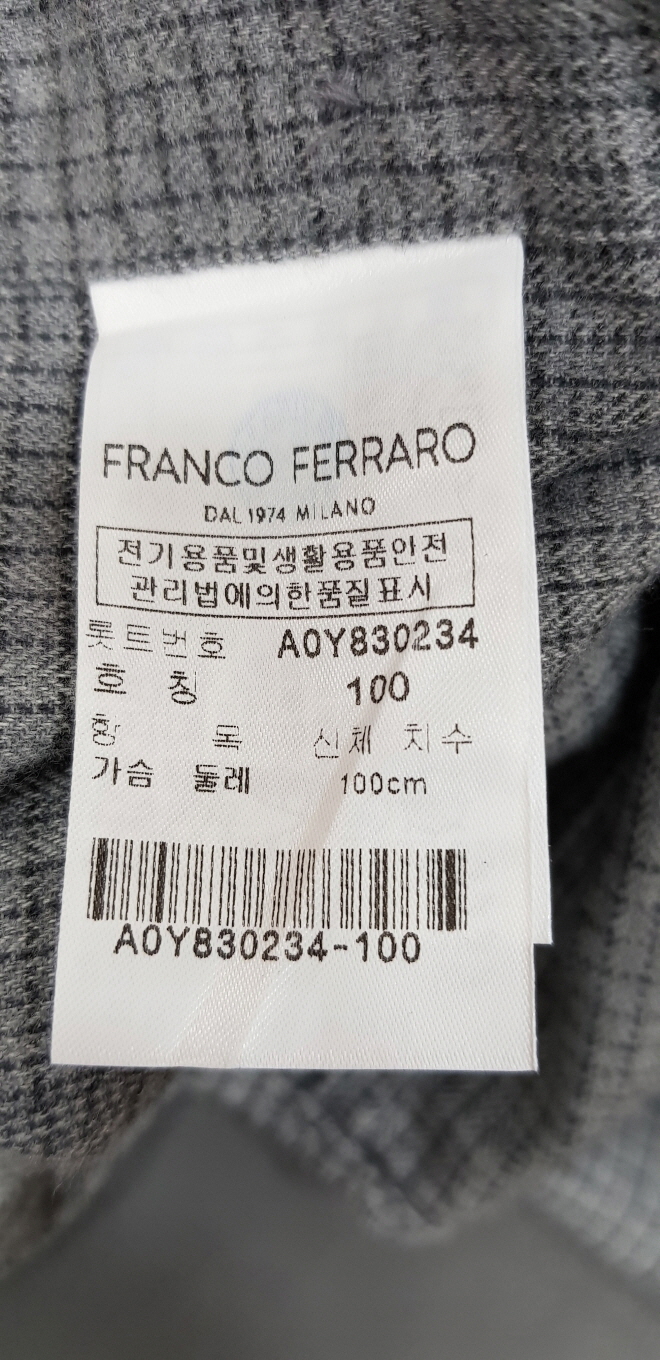 FRANCO FERRARO
DAL 1974 MILANO
전기용품및생활용품안전
관리법에의한품질표시
롯트번호 A0Y830234
호 칭 100
항 목 신체 치수
가슴 둘레 100cm
A0Y830234-100